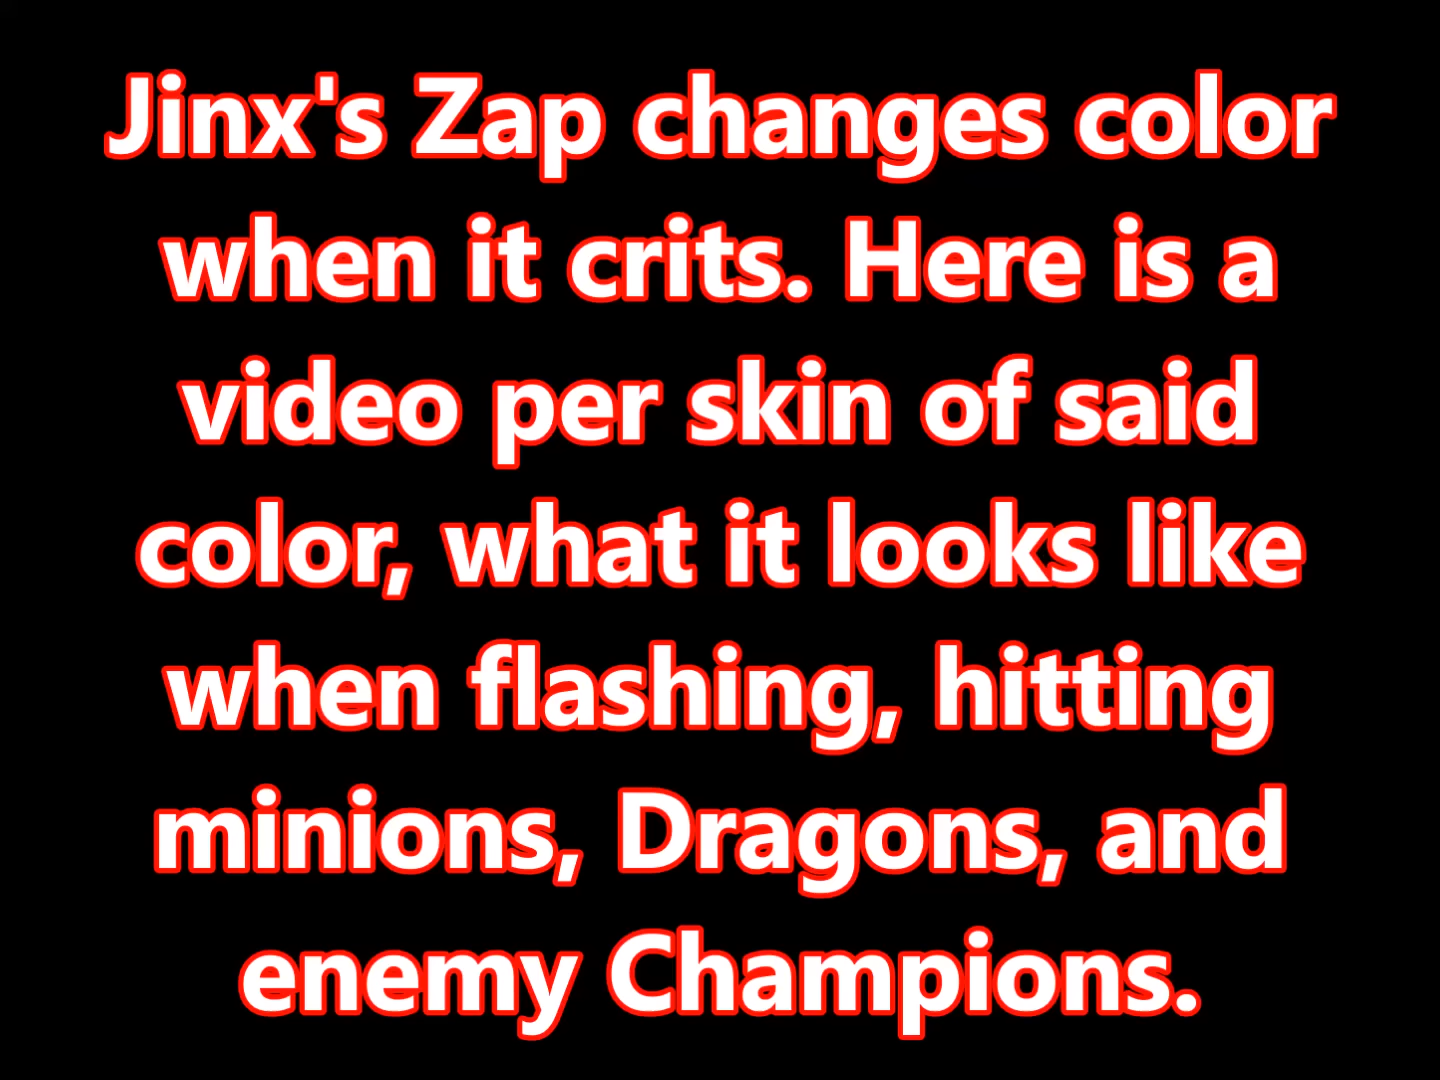 Jinx's Zap changes color
when it crits. Here is a
video per skin of said
color, what it looks like
when flashing, hitting
minions, Dragons, and
enemy Champions.